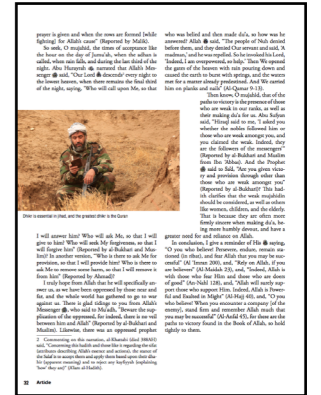 prayer is given and when the rows are formed [while
fighting] for Allah's cause" (Reported by Malik).
So seek, O mujahid, the times of acceptance like
the hour on the day of Jumu'ah, when the adhan is
called, when rain falls, and during the last third of the
night. Abu Hurayrah narrated that Allah's Mes-
senger said, "Our Lord descends² every night to
the lowest heaven, when there remains the final third
of the night, saying, 'Who will call upon Me, so that
Dhikr is essential in jihad, and the greatest dhikr is the Quran
I will answer him? Who will ask Me, so that I will
give to him? Who will seek My forgiveness, so that I
will forgive him'" (Reported by al-Bukhari and Mus-
lim)? In another version, "Who is there to ask Me for
provision, so that I will provide him? Who is there to
ask Me to remove some harm, so that I will remove it
from him" (Reported by Ahmad)?
I truly hope from Allah that he will specifically an-
swer us, as we have been oppressed by those near and
far, and the whole world has gathered to go to war
against us. There is glad tidings to you from Allah's
Messenger, who said to Mu'adh, "Beware the sup-
plication of the oppressed, for indeed, there is no veil
between him and Allah" (Reported by al-Bukhari and
Muslim). Likewise, there was an oppressed prophet
2 Commenting on this narration, al-Khattabi (died 388AH)
said, "Concerning this hadith and those like it regarding the sifat
(attributes describing Allah's essence and actions), the stance of
the Salaf is
32 Article
who was belied and then made du'a, so how was he
answered? Allah said, "The people of Nuh denied
before them, and they denied Our servant and said, 'A
madman,' and he was repelled. So he invoked his Lord,
'Indeed, I am overpowered, so help.' Then We opened
the gates of the heaven with rain pouring down and
caused the earth to burst with springs, and the waters
met for a matter already predestined. And We carried
him on planks and nails" (Al-Qamar 9-13).
Then know, O mujahid, that of the
paths to victory is the presence of those
who are weak in our ranks, as well as
their making du'a for us. Abu Sufyan
said, "Hiraql said to me, 'I asked you
whether the nobles followed him or
those who are weak amongst you, and
you claimed the weak. Indeed, they
are the followers of the messengers'"
(Reported by al-Bukhari and Muslim
from Ibn 'Abbas). And the Prophet
said to Sa'd, "Are you given victo-
ry and provision through other than
those who are weak amongst you"
(Reported by al-Bukhari)? This had-
ith clarifies that the weak mujahidin
should be considered, as well as others
like women, children, and the elderly.
That is because they are often more
sincere when making du'a, be-
ing more humbly devout, and have a
greater need for and reliance on Allah.
In conclusion, I give a reminder of His saying,
"O you who believe! Persevere, endure, remain sta-
tioned (in ribat), and fear Allah that you may be suc-
cessful" (Al 'Imran 200), and, "Rely on Allah, if you
are believers" (Al-Maidah 23), and, "Indeed, Allah is
with those who fear Him and those who are doers
of good" (An-Nahl 128), and, "Allah will surely sup-
port those who support Him. Indeed, Allah is Power-
ful and Exalted in Might" (Al-Hajj 40), and, "O you
who believe! When you encounter a company [of the
enemy], stand firm and remember Allah much that
you may be successful" (Al-Anfal 45), for these are the
paths to victory found in the Book of Allah, so hold
tightly to them.